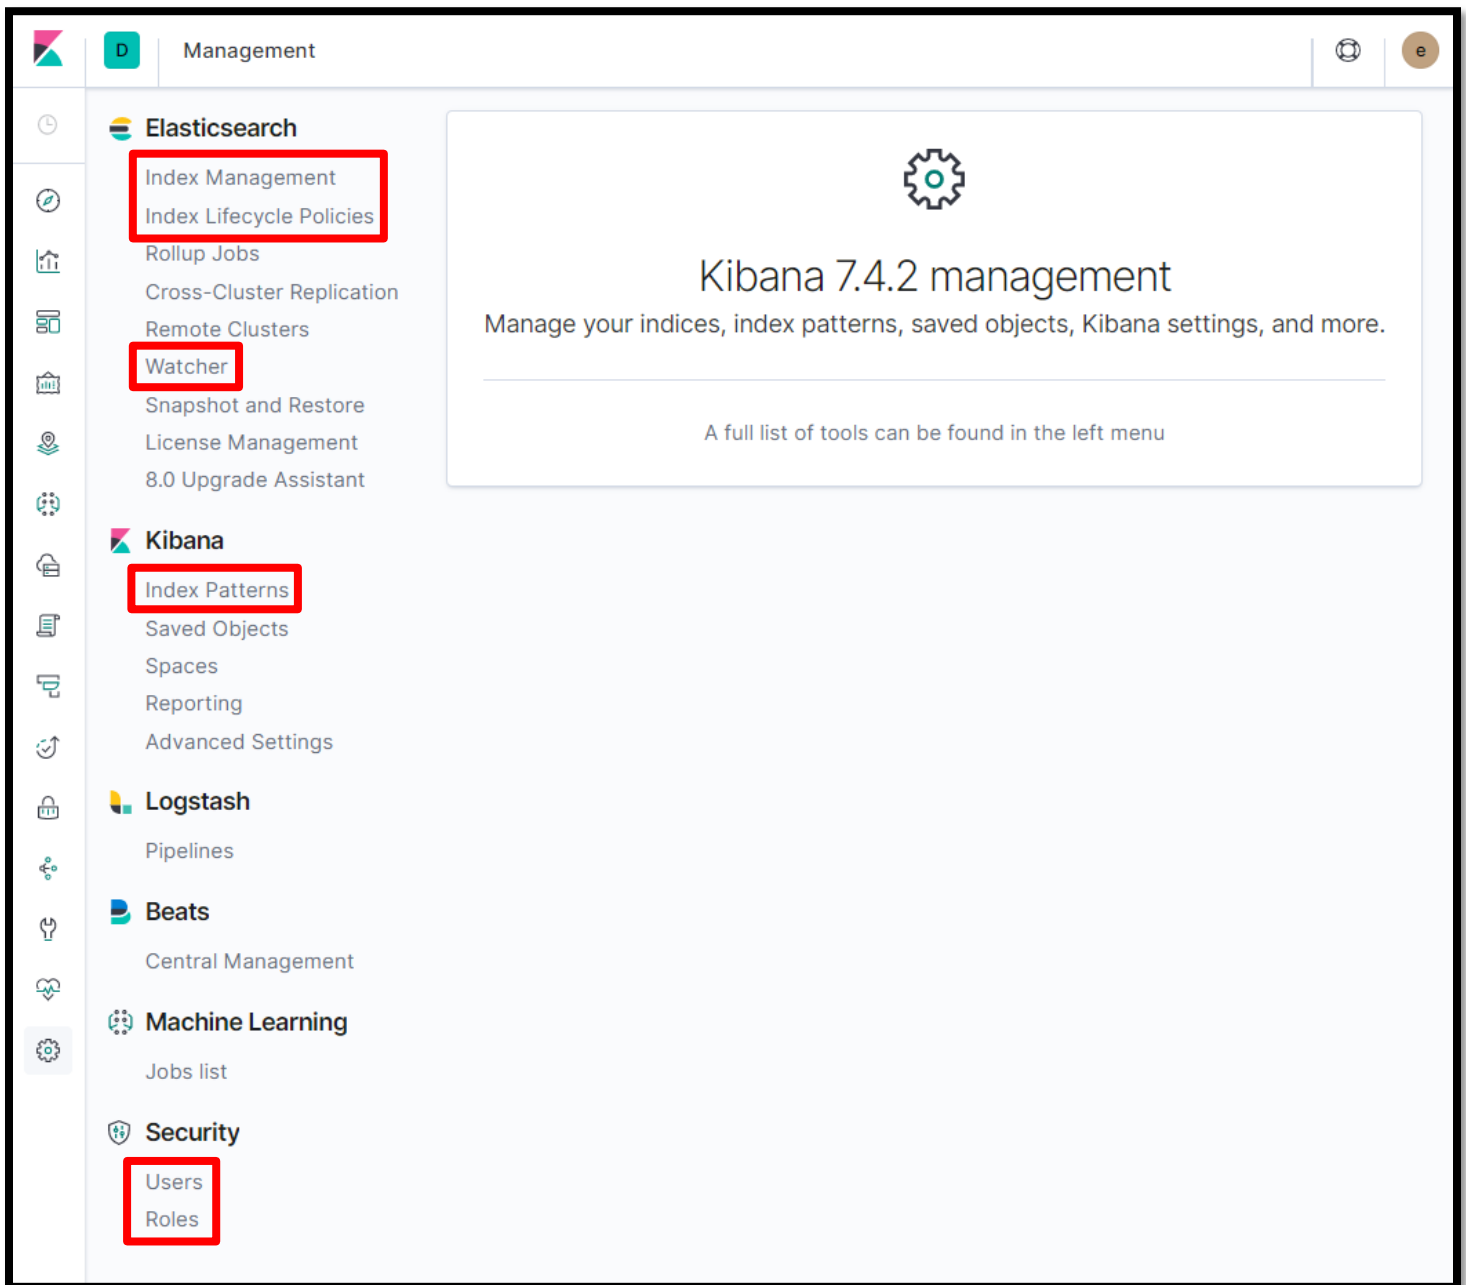 D
Management
e
Elasticsearch
Index Management
Index Lifecycle Policies
Rollup Jobs
Cross-Cluster Replication
Remote Clusters
Watcher
Snapshot and Restore
License Management
8.0 Upgrade Assistant
Kibana
Index Patterns
Saved Objects
Spaces
Reporting
Advanced Settings
Logstash
Pipelines
Beats
Central Management
Machine Learning
Jobs list
Security
Users
Roles
Kibana 7.4.2 management
Manage your indices, index patterns, saved objects, Kibana settings, and more.
A full list of tools can be found in the left menu